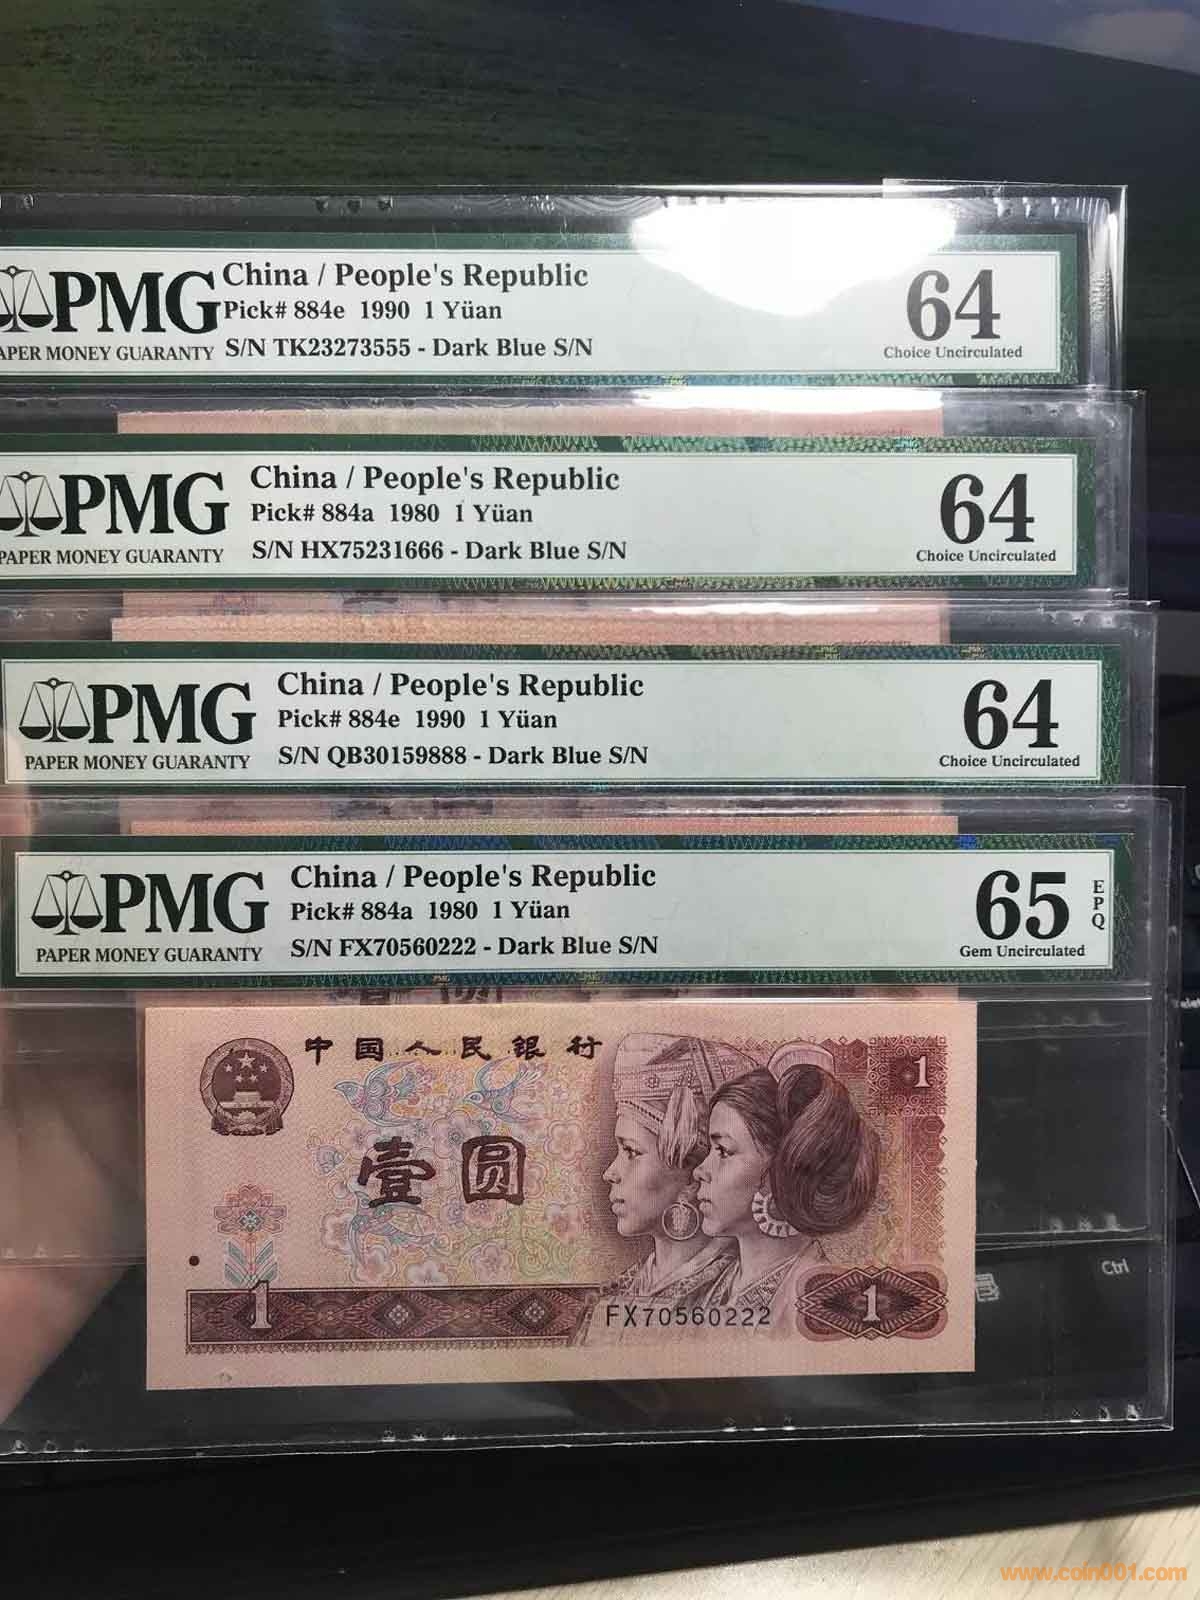 PMG
PAPER MONEY GUARANTY
China / People's Republic
Pick# 884e 1990 1 Yüan
S/N TK23273555 - Dark Blue S/N
64
Choice Uncirculated
PMG
PAPER MONEY GUARANTY
China / People's Republic
Pick# 884a 1980 1 Yüan
S/N HX75231666 - Dark Blue S/N
64
Choice Uncirculated
PMG
PAPER MONEY GUARANTY
China / People's Republic
Pick# 884e 1990 1 Yüan
S/N QB30159888 - Dark Blue S/N
64
Choice Uncirculated
PMG
PAPER MONEY GUARANTY
China / People's Republic
Pick# 884a 1980 1 Yüan
S/N FX70560222 - Dark Blue S/N
65
EPQ
Gem Uncirculated
中国人民银行
1
壹圆
1
FX70560222
1
Ctrl
www.coin001.com